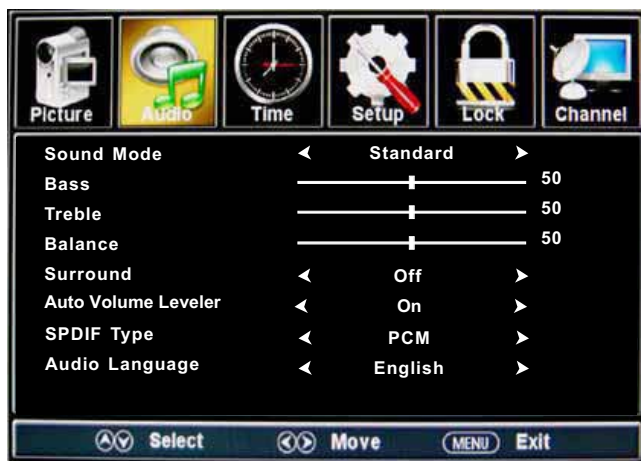 Picture Audio Time Setup Lock Channel
Sound Mode Standard
Bass 50
Treble 50
Balance 50
Surround Off
Auto Volume Leveler On
SPDIF Type PCM
Audio Language English
Select Move MENU Exit